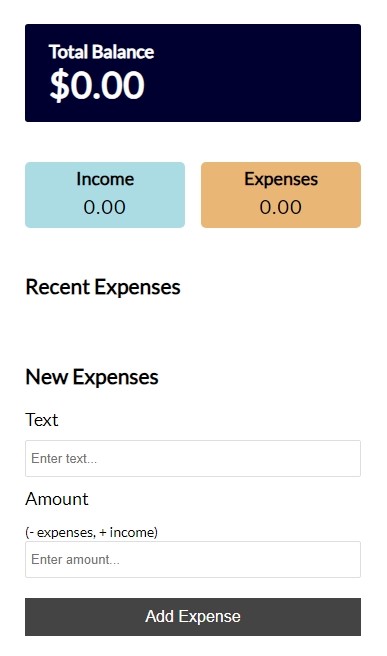 Total Balance
$0.00
Income
Expenses
0.00
0.00
Recent Expenses
New Expenses
Text
Enter text...
Amount
(- expenses, + income)
Enter amount...
Add Expense